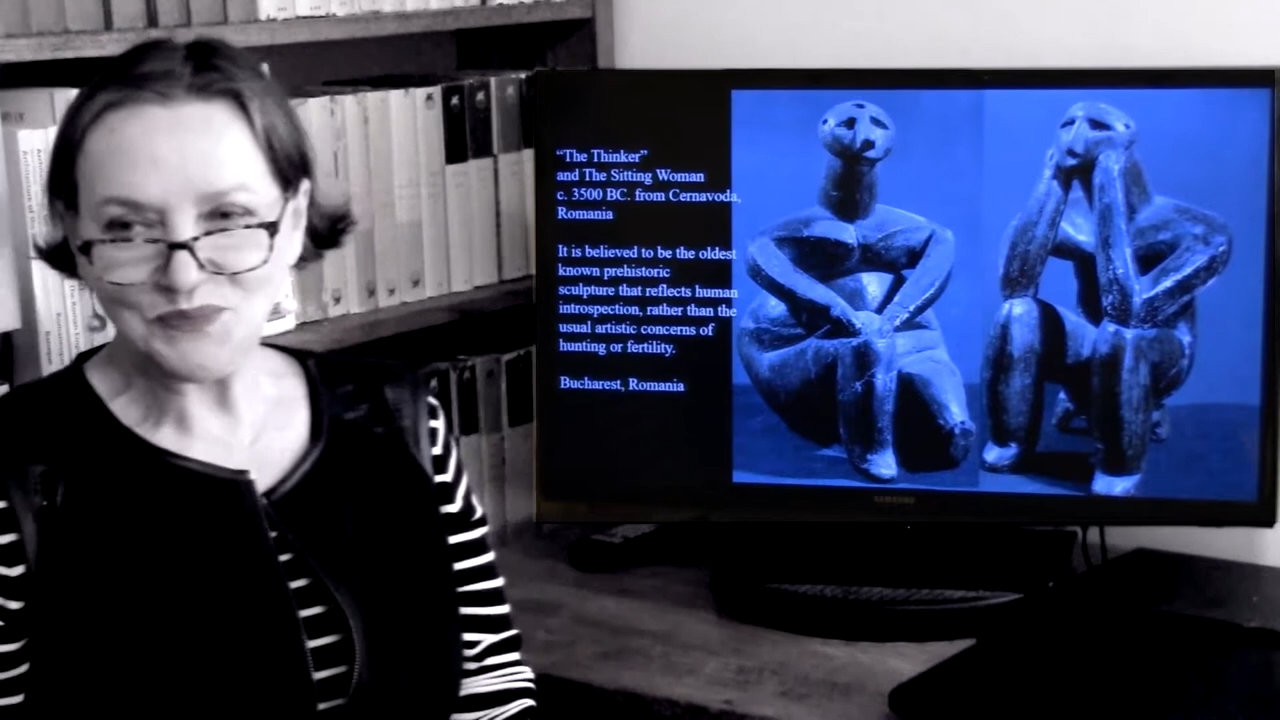 “The Thinker”
and The Sitting Woman
c. 3500 BC. from Cernavoda,
Romania
It is believed to be the oldest
known prehistoric
sculpture that reflects human
introspection, rather than the
usual artistic concerns of
hunting or fertility.
Bucharest, Romania
SAMSUNG